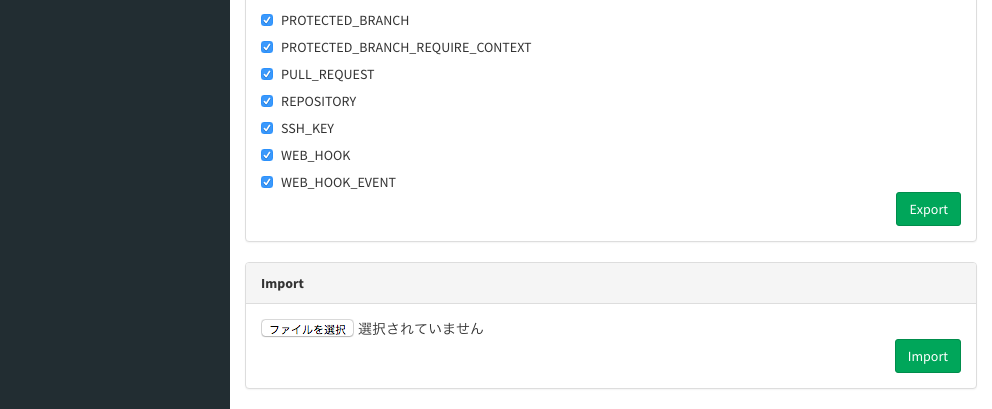 PROTECTED_BRANCH
PROTECTED_BRANCH_REQUIRE_CONTEXT
PULL_REQUEST
REPOSITORY
SSH_KEY
WEB_HOOK
WEB_HOOK_EVENT
Export
Import
ファイルを選択 選択されていません
Import